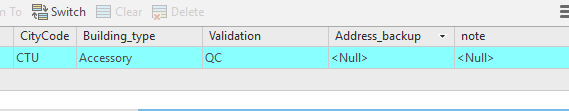 To Switch Clear Delete
CityCode Building_type Validation Address_backup note
CTU Accessory QC <Null> <Null>